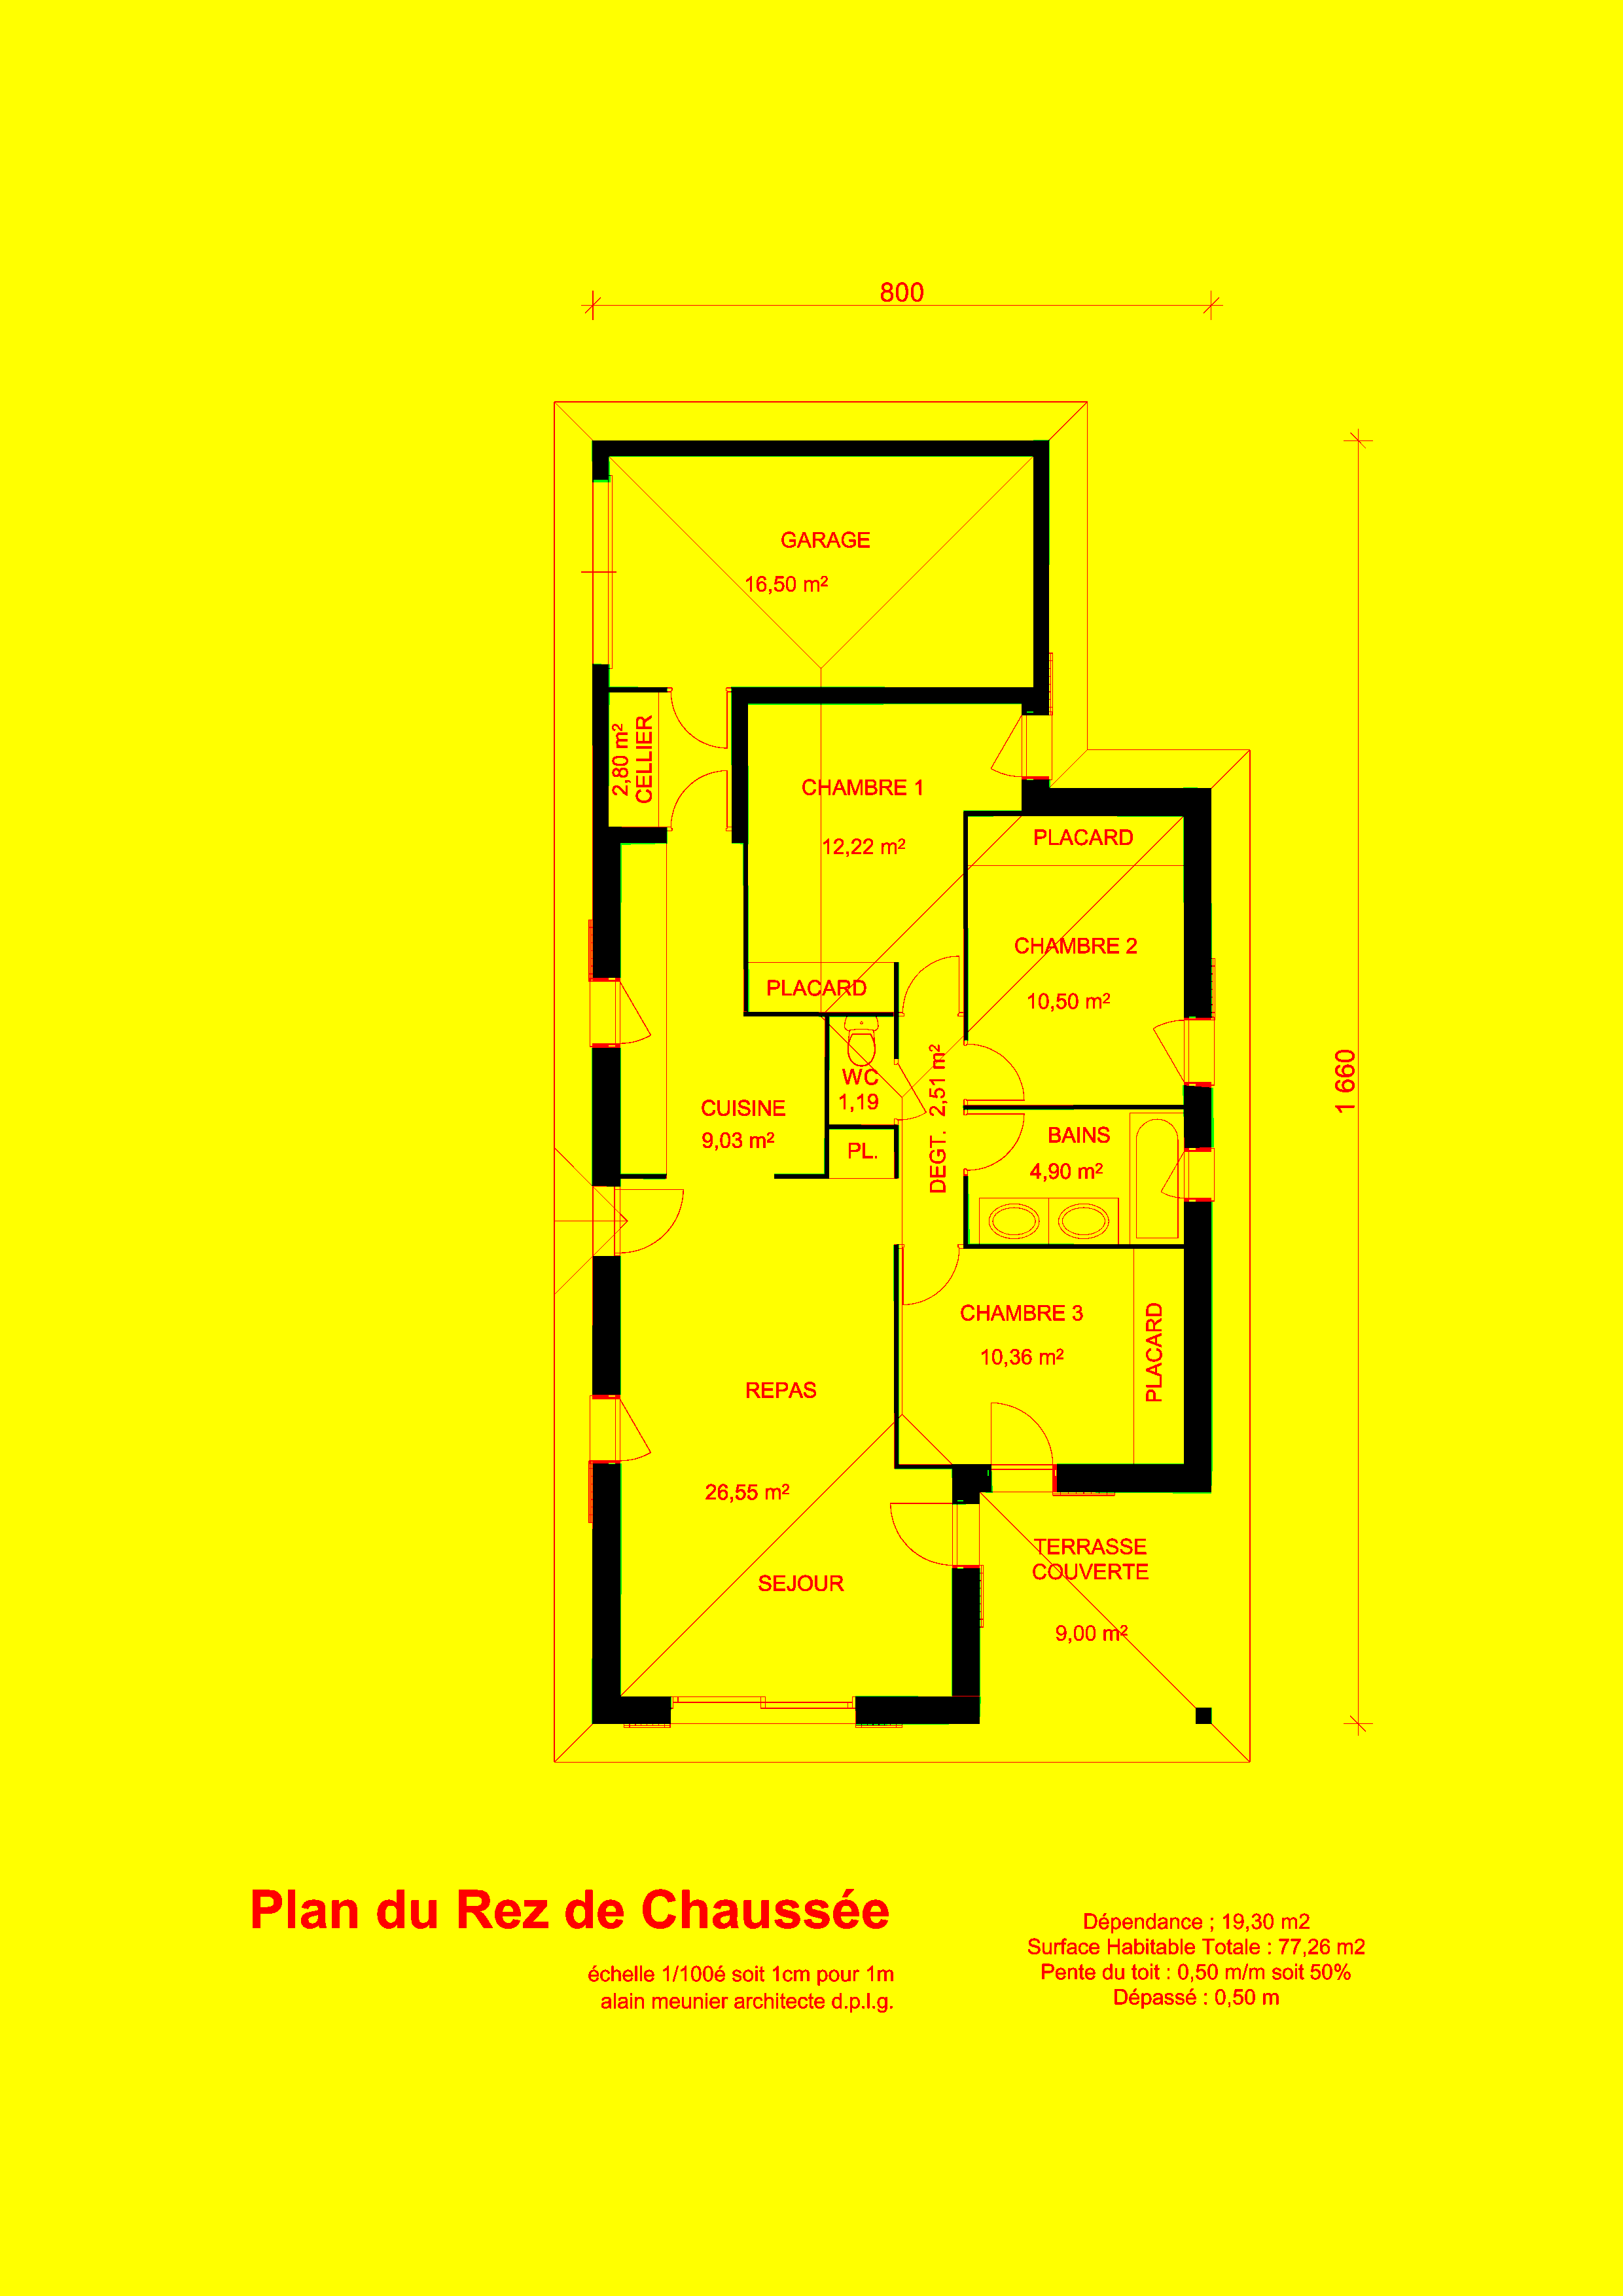 800
GARAGE
16,50 m²
2,80 m²
CELLIER
CHAMBRE 1
12,22 m²
PLACARD
CHAMBRE 2
10,50 m²
PLACARD
WC
1,19
DEGT. 2,51 m²
1 660
CUISINE
9,03 m²
PL.
BAINS
4,90 m²
CHAMBRE 3
10,36 m²
PLACARD
REPAS
26,55 m²
SEJOUR
TERRASSE
COUVERTE
9,00 m²
Plan du Rez de Chaussée
échelle 1/100é soit 1cm pour 1m
alain meunier architecte d.p.l.g.
Dépendance ; 19,30 m2
Surface Habitable Totale : 77,26 m2
Pente du toit : 0,50 m/m soit 50%
Dépassé : 0,50 m